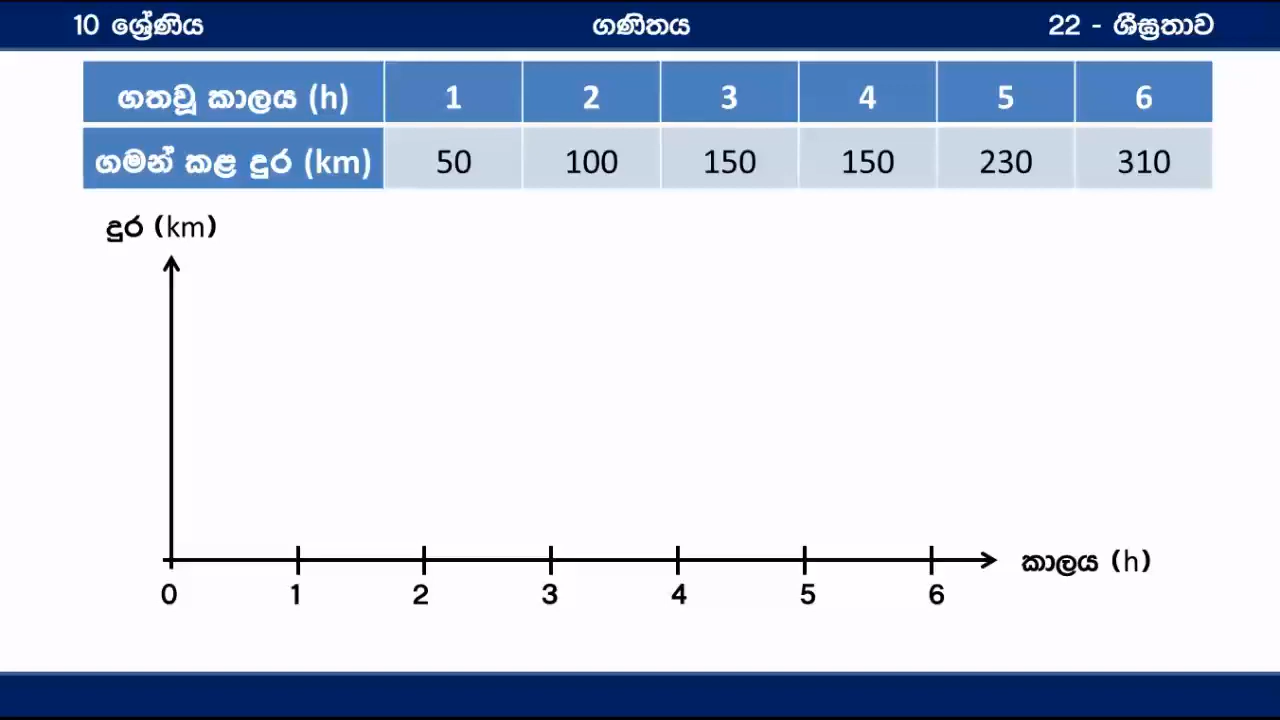 10 ශ්‍රේණිය ගණිතය 22 - ශීඝ්‍රතාව
ගතවූ කාලය (h) 1 2 3 4 5 6
ගමන් කළ දුර (km) 50 100 150 150 230 310
දුර (km)
කාලය (h)
0 1 2 3 4 5 6